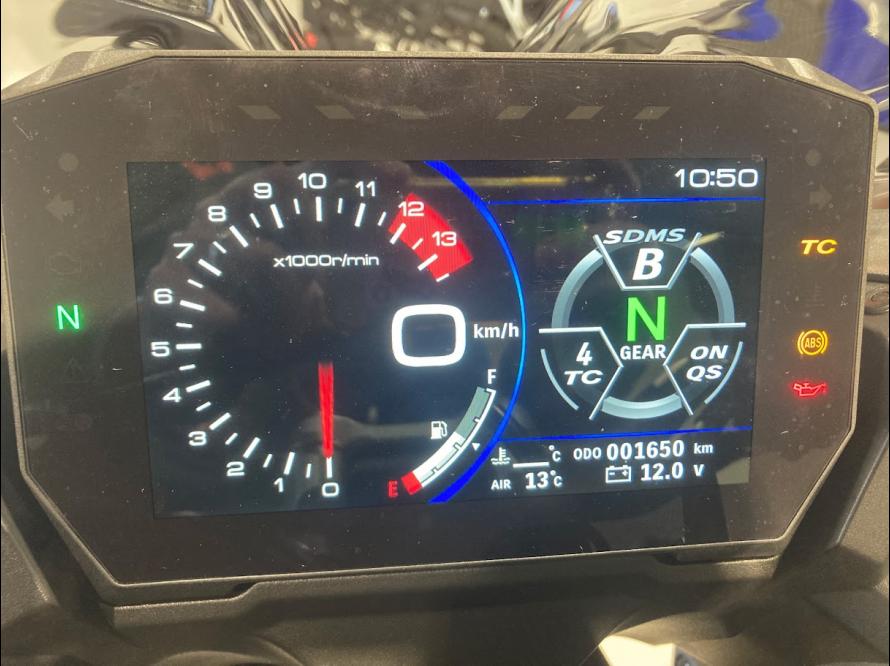 10:50
10
9
11
8
12
7
13
x1000r/min
6
5
4
3
2
1
0
0 km/h
F
E
SDMS
B
N
GEAR
4
TC
ON
QS
°C
ODO 001650 km
AIR 13°C
12.0 V
N
TC
ABS